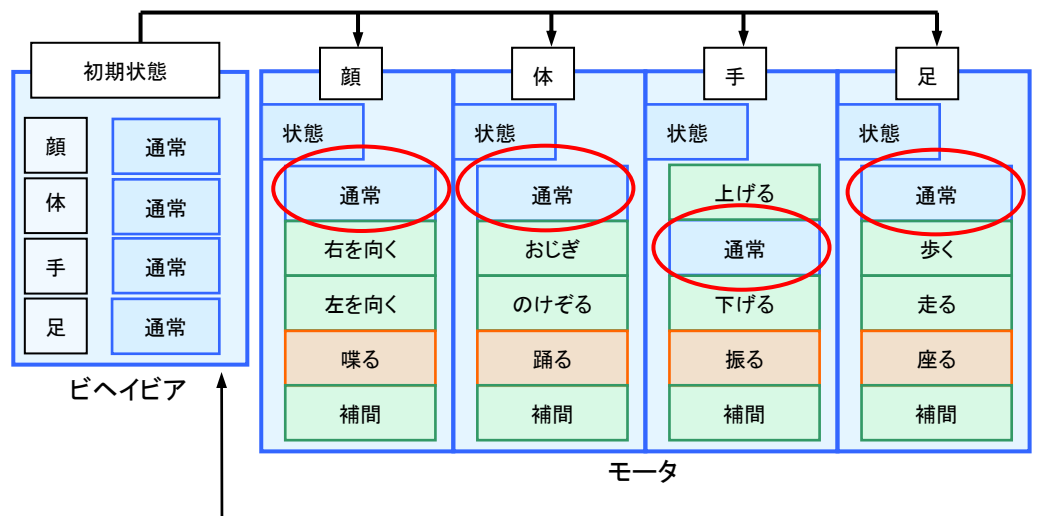 初期状態
顔
通常
体
通常
手
通常
足
通常
ビヘイビア
顔
状態
通常
右を向く
左を向く
喋る
補間
体
状態
通常
おじぎ
のけぞる
踊る
補間
手
状態
上げる
通常
下げる
振る
補間
足
状態
通常
歩く
走る
座る
補間
モータ